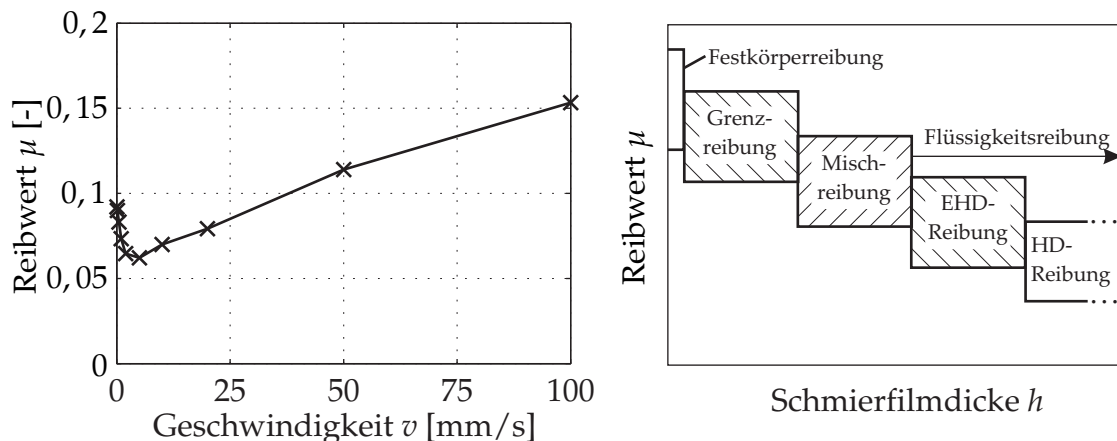 0, 2
0, 15
0, 1
0, 05
0
Reibwert µ [-]
0
25
50
75
100
Geschwindigkeit v [mm/s]
Reibwert µ
Festkörperreibung
Grenz-
reibung
Misch-
reibung
Flüssigkeitsreibung
EHD-
Reibung
HD-
Reibung
Schmierfilmdicke h